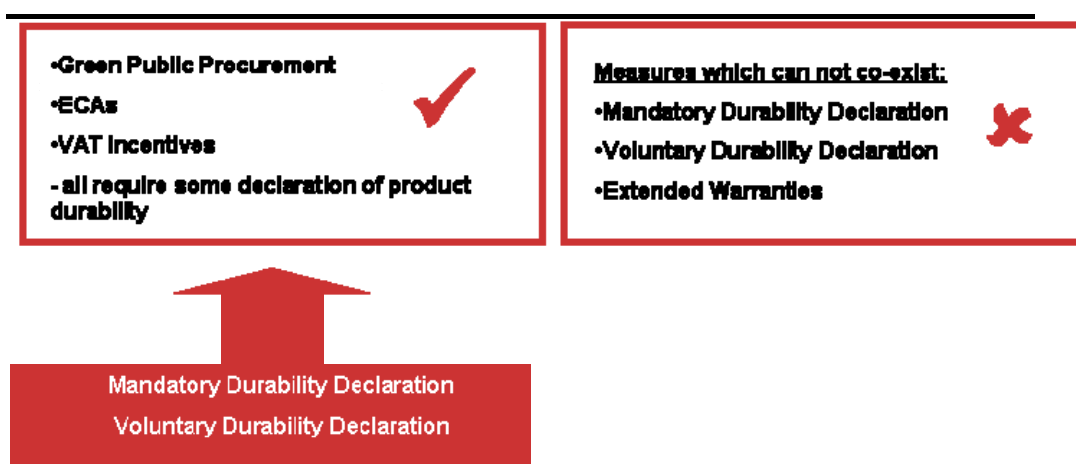 •Green Public Procurement
•ECAs
•VAT Incentives
- all require some declaration of product
durability
Measures which can not co-exist:
•Mandatory Durability Declaration
•Voluntary Durability Declaration
•Extended Warranties
Mandatory Durability Declaration
Voluntary Durability Declaration